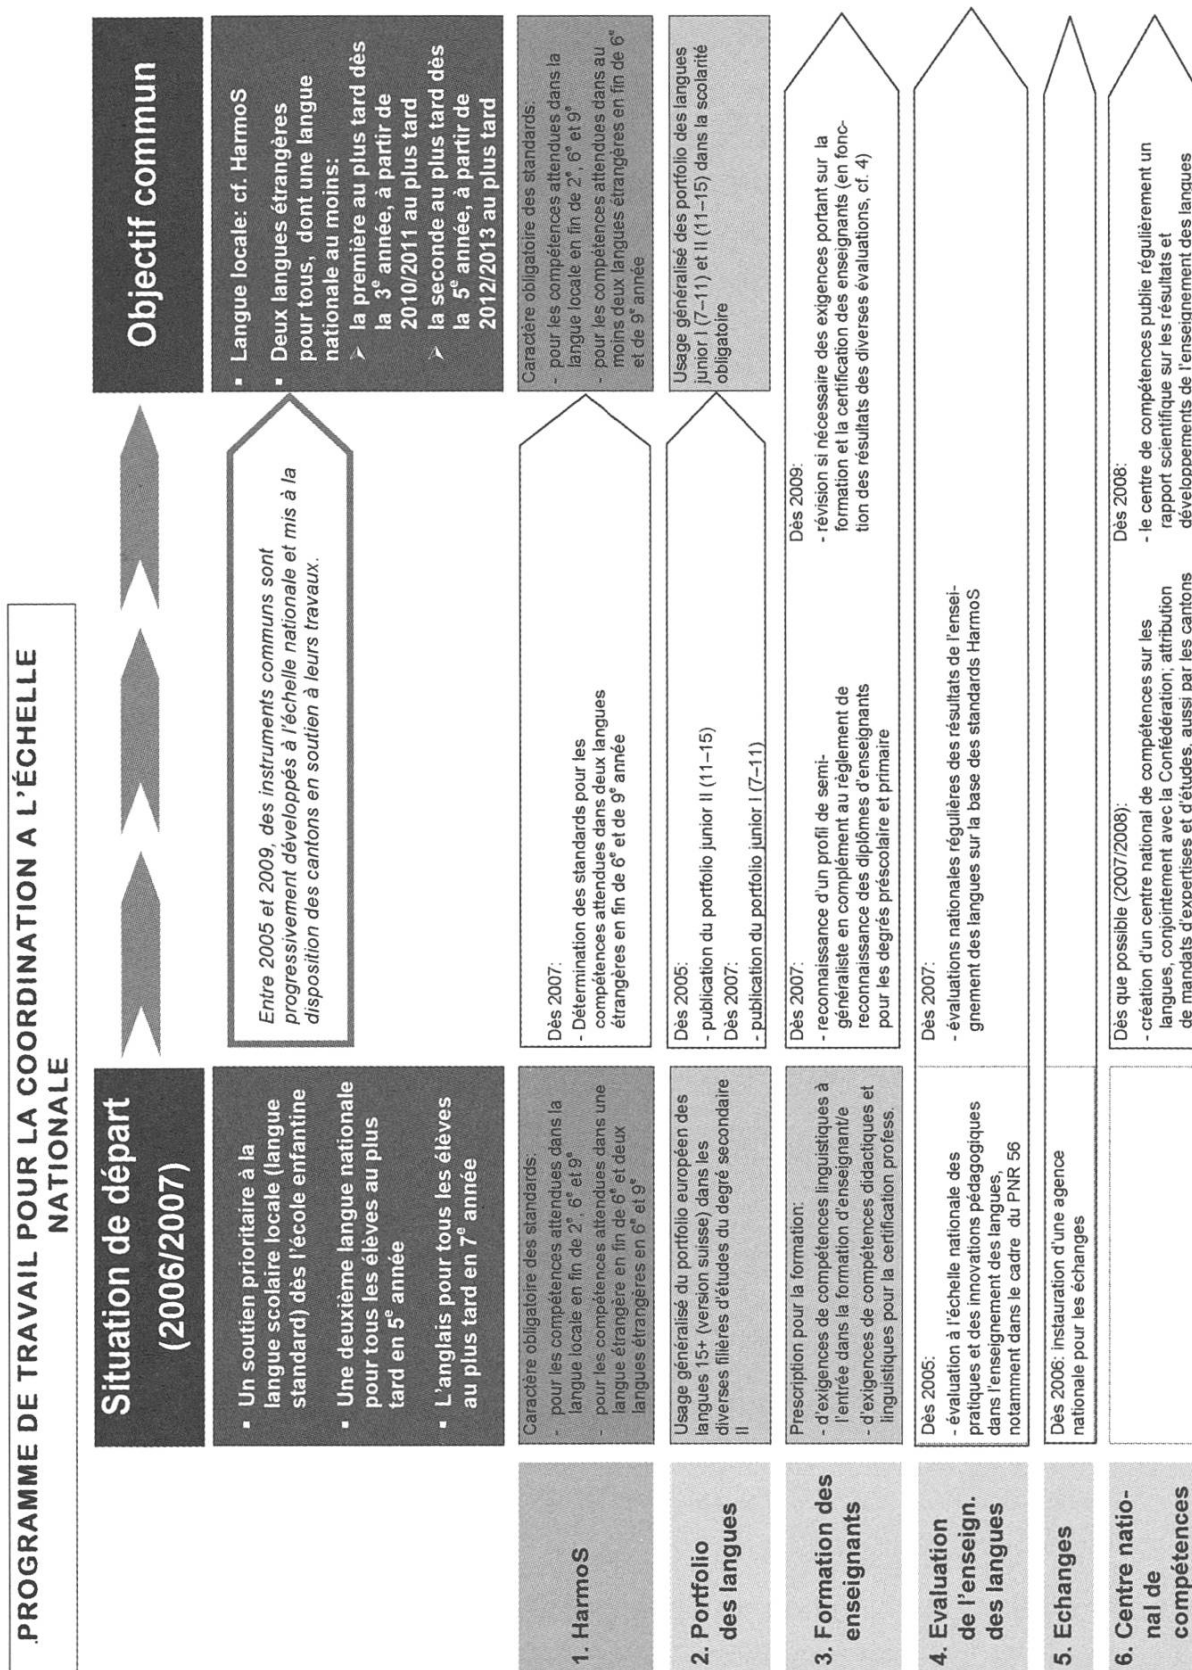 .PROGRAMME DE TRAVAIL POUR LA COORDINATION A L'ÉCHELLE
NATIONALE
Situation de départ
(2006/2007)
Objectif commun
▪ Un soutien prioritaire à la
langue scolaire locale (langue
standard) dès l'école enfantine
▪ Une deuxième langue nationale
pour tous les élèves au plus
tard en 5e année
▪ L'anglais pour tous les élèves
au plus tard en 7e année
Entre 2005 et 2009, des instruments communs sont
progressivement développés à l'échelle nationale et mis à la
disposition des cantons en soutien à leurs travaux.
▪ Langue locale: cf. HarmoS
▪ Deux langues étrangères
pour tous, dont une langue
nationale au moins:
➢ la première au plus tard dès
la 3e année, à partir de
2010/2011 au plus tard
➢ la seconde au plus tard dès
la 5e année, à partir de
2012/2013 au plus tard
1. HarmoS
Caractère obligatoire des standards:
- pour les compétences attendues dans la
langue locale en fin de 2e, 6e et 9e
- pour les compétences attendues dans une
langue étrangère en fin de 6e et deux
langues étrangères en 6e et 9e
Dès 2007:
- Détermination des standards pour les
compétences attendues dans deux langues
étrangères en fin de 6e et de 9e année
Caractère obligatoire des standards:
- pour les compétences attendues dans la
langue locale en fin de 2e, 6e et 9e
- pour les compétences attendues dans au
moins deux langues étrangères en fin de 6e
et de 9e année
2. Portfolio
des langues
Usage généralisé du portfolio européen des
langues 15+ (version suisse) dans les
diverses filières d'études du degré secondaire
II
Dès 2005:
- publication du portfolio junior II (11–15)
Dès 2007:
- publication du portfolio junior I (7–11)
Usage généralisé des portfolio des langues
junior I (7–11) et II (11–15) dans la scolarité
obligatoire
3. Formation des
enseignants
Prescription pour la formation:
- d'exigences de compétences linguistiques à
l'entrée dans la formation d'enseignant/e
- d'exigences de compétences didactiques et
linguistiques pour la certification profess.
Dès 2007:
- reconnaissance d'un profil de semi-
généraliste en complément au règlement de
reconnaissance des diplômes d'enseignants
pour les degrés préscolaire et primaire
Dès 2009:
- révision si nécessaire des exigences portant sur la
formation et la certification des enseignants (en fonc-
tion des résultats des diverses évaluations, cf. 4)
4. Evaluation
de l'enseign.
des langues
Dès 2005:
- évaluation à l'échelle nationale des
pratiques et des innovations pédagogiques
dans l'enseignement des langues,
notamment dans le cadre du PNR 56
Dès 2007:
- évaluations nationales régulières des résultats de l'ensei-
gnement des langues sur la base des standards HarmoS
5. Echanges
Dès 2006: instauration d'une agence
nationale pour les échanges
6. Centre natio-
nal de
compétences
Dès que possible (2007/2008):
- création d'un centre national de compétences sur les
langues, conjointement avec la Confédération; attribution
de mandats d'expertises et d'études, aussi par les cantons
Dès 2008:
- le centre de compétences publie régulièrement un
rapport scientifique sur les résultats et
développements de l'enseignement des langues